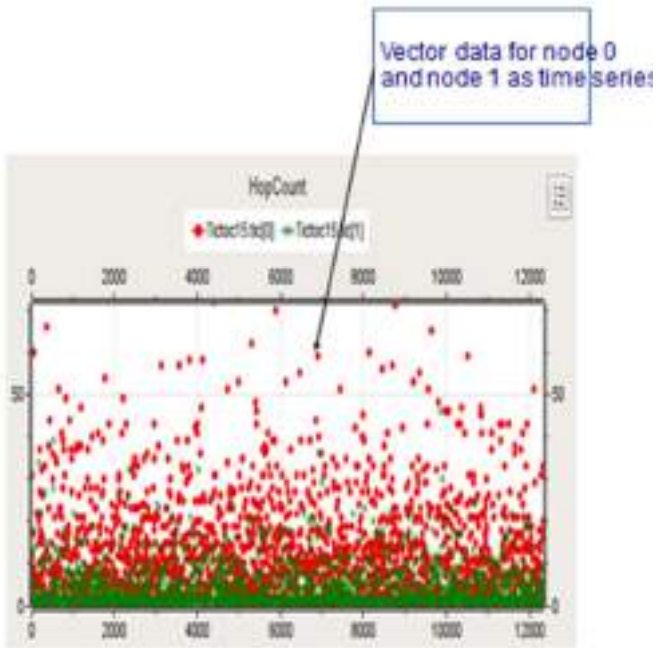 Vector data for node 0
and node 1 as time series
HopCount
Tictoc15.tic[0] Tictoc15.tic[1]
0 2000 4000 6000 8000 10000 12000
50 50
0 0
0 2000 4000 6000 8000 10000 12000